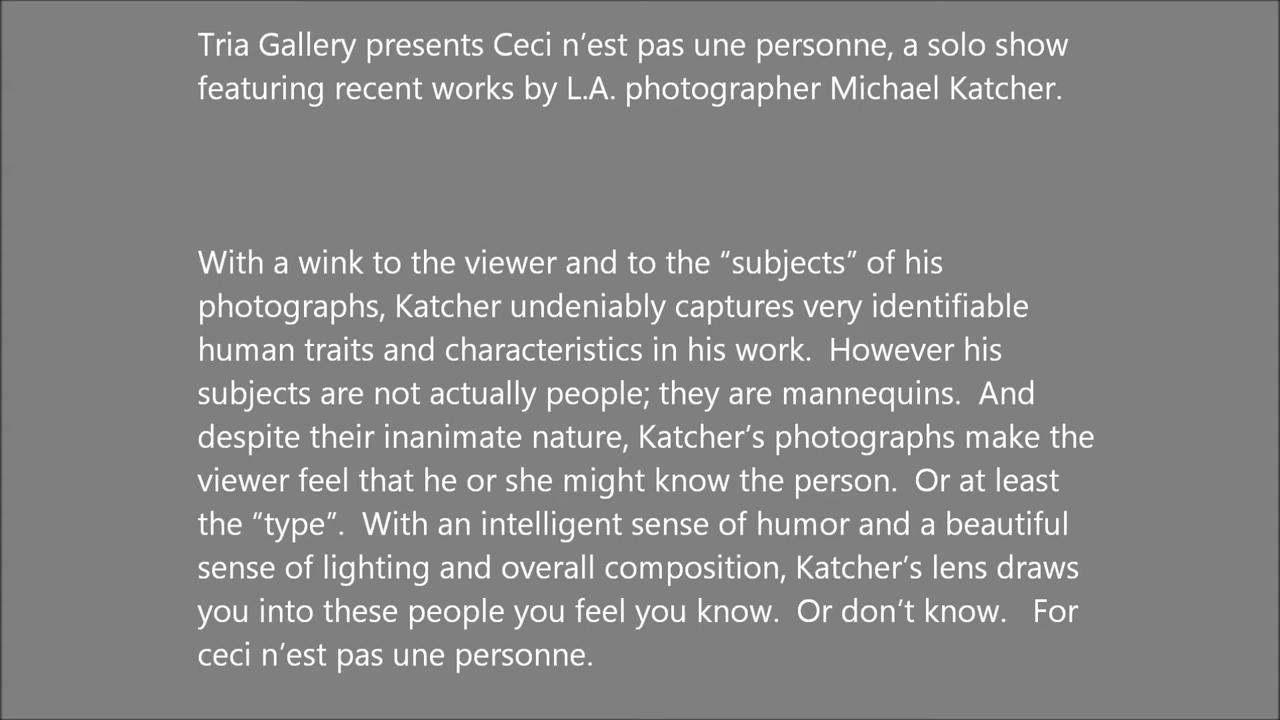 Tria Gallery presents Ceci n’est pas une personne, a solo show
featuring recent works by L.A. photographer Michael Katcher.
With a wink to the viewer and to the “subjects” of his
photographs, Katcher undeniably captures very identifiable
human traits and characteristics in his work.  However his
subjects are not actually people; they are mannequins.  And
despite their inanimate nature, Katcher’s photographs make the
viewer feel that he or she might know the person.  Or at least
the “type”.  With an intelligent sense of humor and a beautiful
sense of lighting and overall composition, Katcher’s lens draws
you into these people you feel you know.  Or don’t know.   For
ceci n’est pas une personne.